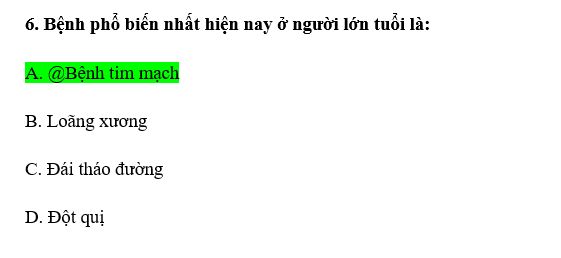 6. Bệnh phổ biến nhất hiện nay ở người lớn tuổi là:
A. @Bệnh tim mạch
B. Loãng xương
C. Đái tháo đường
D. Đột quị